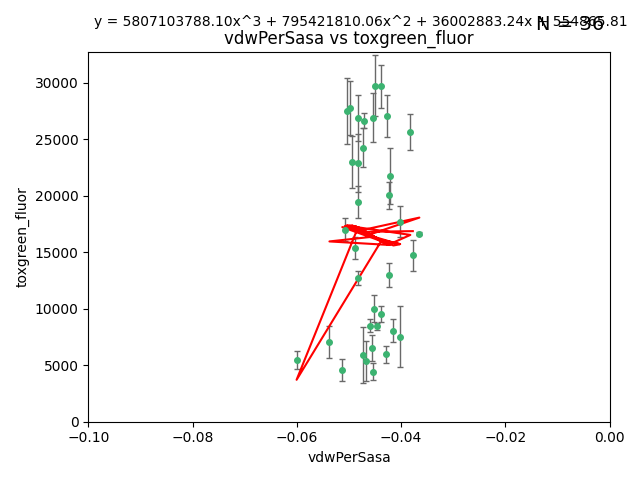 y = 5807103788.10x^3 + 795421810.06x^2 + 36002883.24x + 554865.81
N = 36
vdwPerSasa vs toxgreen_fluor
30000
25000
20000
15000
10000
5000
0
toxgreen_fluor
−0.10
−0.08
−0.06
−0.04
−0.02
0.00
vdwPerSasa